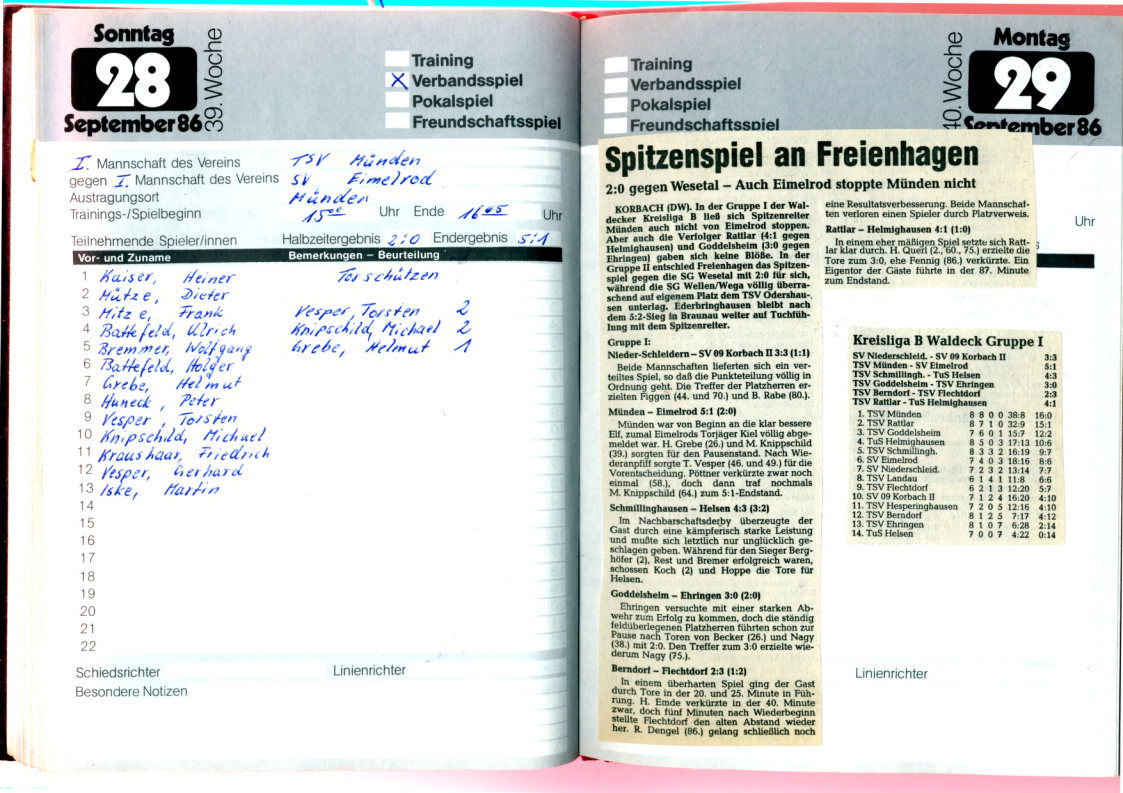 Sonntag
28
September 86
39. Woche
Training
X Verbandsspiel
Pokalspiel
Freundschaftsspiel
I. Mannschaft des Vereins TSV Münden
gegen I. Mannschaft des Vereins SV Eimelrod
Austragungsort Münden
Trainings-/Spielbeginn 15⁰⁰ Uhr Ende 16⁴⁵ Uhr
Teilnehmende Spieler/innen Halbzeitergebnis 2:0 Endergebnis 5:1
Vor- und Zuname Bemerkungen – Beurteilung
1 Kaiser, Heiner Torschützen
2 Mütze, Dieter
3 Mitze, Frank Vesper, Torsten 2
4 Battefeld, Ulrich Knipschild, Michael 2
5 Bremmer, Wolfgang Grebe, Helmut 1
6 Battefeld, Holger
7 Grebe, Helmut
8 Huneck, Peter
9 Vesper, Torsten
10 Knipschild, Michael
11 Kraushaar, Friedrich
12 Vesper, Gerhard
13 Iske, Martin
14
15
16
17
18
19
20
21
22
Schiedsrichter Linienrichter
Besondere Notizen
Training
Verbandsspiel
Pokalspiel
Freundschaftsspiel
40. Woche
Montag
29
September 86
Uhr
Spitzenspiel an Freienhagen
2:0 gegen Wesetal – Auch Eimelrod stoppte Münden nicht
KORBACH (DW). In der Gruppe I der Wal-
decker Kreisliga B ließ sich Spitzenreiter
Münden auch nicht von Eimelrod stoppen.
Aber auch die Verfolger Rattlar (4:1 gegen
Helmighausen) und Goddelsheim (3:0 gegen
Ehringen) gaben sich keine Blöße. In der
Gruppe II entschied Freienhagen das Spitzen-
spiel gegen die SG Wesetal mit 2:0 für sich,
während die SG Wellen/Wega völlig überra-
schend auf eigenem Platz dem TSV Odershau-
sen unterlag. Ederbringhausen bleibt nach
dem 5:2-Sieg in Braunau weiter auf Tuchfüh-
lung mit dem Spitzenreiter.
Gruppe I:
Nieder-Schleidern – SV 09 Korbach II 3:3 (1:1)
Beide Mannschaften lieferten sich ein ver-
teiltes Spiel, so daß die Punkteteilung völlig in
Ordnung geht. Die Treffer der Platzherren er-
zielten Figgen (44. und 70.) und B. Rabe (80.).
Münden – Eimelrod 5:1 (2:0)
Münden war von Beginn an die klar bessere
Elf, zumal Eimelrods Torjäger Kiel völlig abge-
meldet war. H. Grebe (26.) und M. Knippschild
(39.) sorgten für den Pausenstand. Nach Wie-
deranpfiff sorgte T. Vesper (46. und 49.) für die
Vorentscheidung. Pöttner verkürzte zwar noch
einmal (58.), doch dann traf nochmals
M. Knippschild (64.) zum 5:1-Endstand.
Schmillinghausen – Helsen 4:3 (3:2)
Im Nachbarschaftsderby überzeugte der
Gast durch eine kämpferisch starke Leistung
und mußte sich letztlich nur unglücklich ge-
schlagen geben. Während für den Sieger Berg-
höfer (2), Rest und Bremer erfolgreich waren,
schossen Koch (2) und Hoppe die Tore für
Helsen.
Goddelsheim – Ehringen 3:0 (2:0)
Ehringen versuchte mit einer starken Ab-
wehr zum Erfolg zu kommen, doch die ständig
feldüberlegenen Platzherren führten schon zur
Pause nach Toren von Becker (26.) und Nagy
(38.) mit 2:0. Den Treffer zum 3:0 erzielte wie-
derum Nagy (75.).
Berndorf – Flechtdorf 2:3 (1:2)
In einem überharten Spiel ging der Gast
durch Tore in der 20. und 25. Minute in Füh-
rung. H. Emde verkürzte in der 40. Minute
zwar, doch fünf Minuten nach Wiederbeginn
stellte Flechtdorf den alten Abstand wieder
her. R. Dengel (86.) gelang schließlich noch
eine Resultatsverbesserung. Beide Mannschaf-
ten verloren einen Spieler durch Platzverweis.
Rattlar – Helmighausen 4:1 (1:0)
In einem eher mäßigen Spiel setzte sich Ratt-
lar klar durch. H. Querl (2., 60., 75.) erzielte die
Tore zum 3:0, ehe Fennig (86.) verkürzte. Ein
Eigentor der Gäste führte in der 87. Minute
zum Endstand.
Kreisliga B Waldeck Gruppe I
SV Niederschleid. - SV 09 Korbach II 3:3
TSV Münden - SV Eimelrod 5:1
TSV Schmillingh. - TuS Helsen 4:3
TSV Goddelsheim - TSV Ehringen 3:0
TSV Berndorf - TSV Flechtdorf 2:3
TSV Rattlar - TuS Helmighausen 4:1
1. TSV Münden 8 8 0 0 38:8 16:0
2. TSV Rattlar 8 7 1 0 32:9 15:1
3. TSV Goddelsheim 7 6 0 1 15:7 12:2
4. TuS Helmighausen 8 5 0 3 17:13 10:6
5. TSV Schmillingh. 8 3 3 2 16:19 9:7
6. SV Eimelrod 7 4 0 3 18:16 8:6
7. SV Niederschleid. 7 2 3 2 13:14 7:7
8. TSV Landau 6 1 4 1 11:8 6:6
9. TSV Flechtdorf 6 2 1 3 12:20 5:7
10. SV 09 Korbach II 7 1 2 4 16:20 4:10
11. TSV Hesperinghausen 7 2 0 5 12:16 4:10
12. TSV Berndorf 8 1 2 5 7:17 4:12
13. TSV Ehringen 8 1 0 7 6:28 2:14
14. TuS Helsen 7 0 0 7 4:22 0:14
Linienrichter